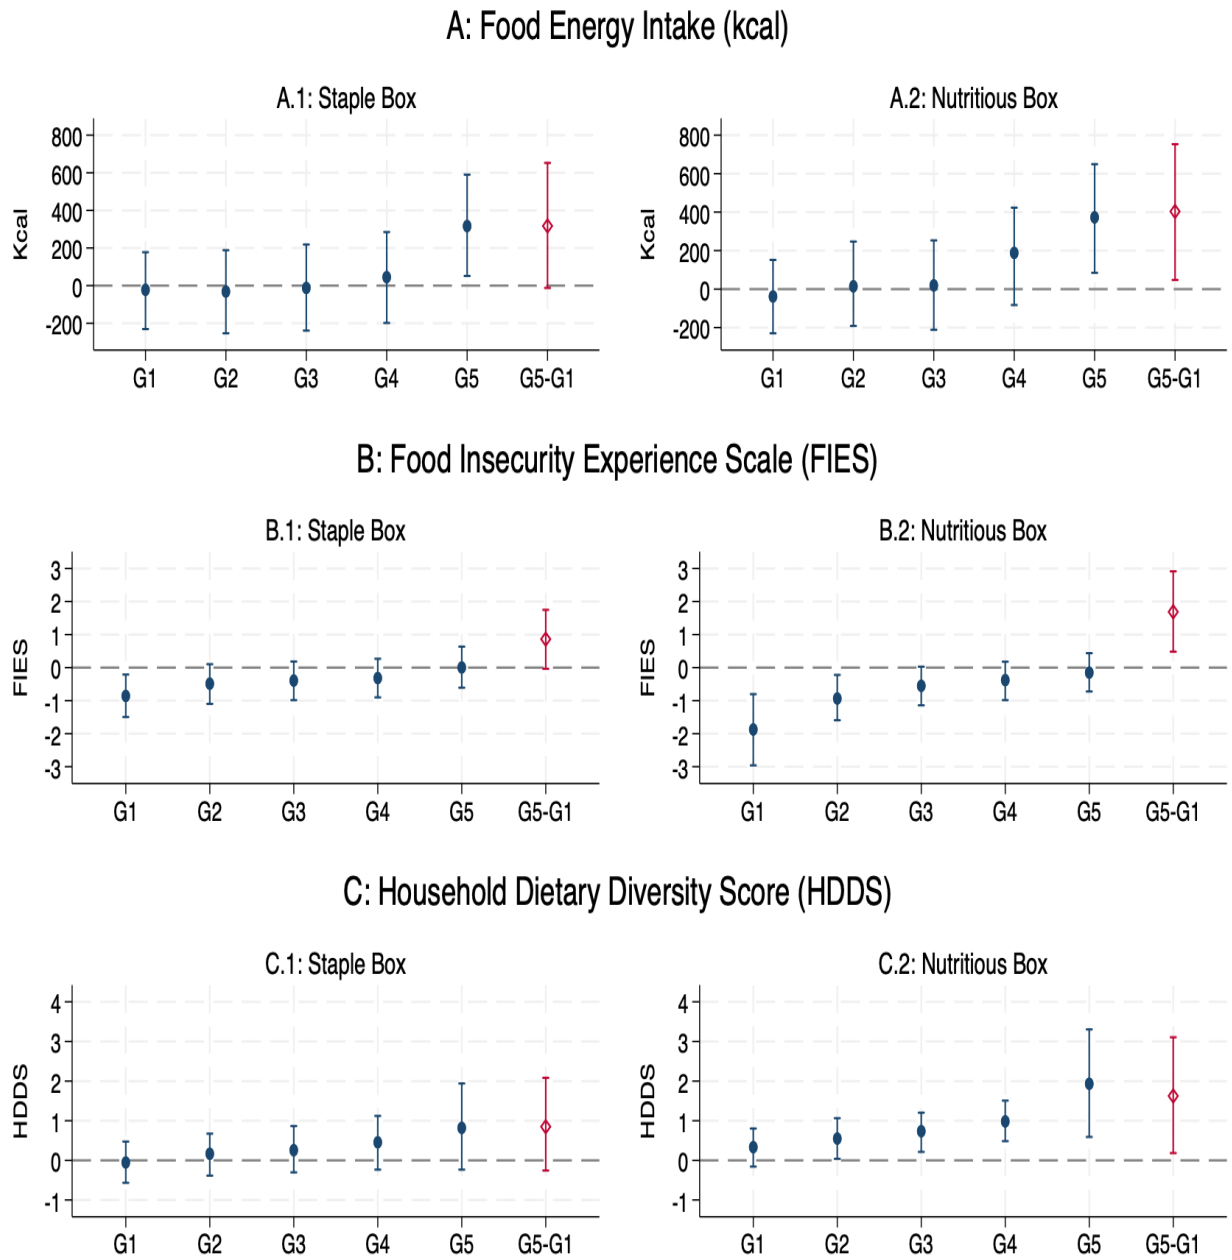 A: Food Energy Intake (kcal)
A.1: Staple Box
800
600
400
200
0
-200
Kcal
G1 G2 G3 G4 G5 G5-G1
A.2: Nutritious Box
800
600
400
200
0
-200
Kcal
G1 G2 G3 G4 G5 G5-G1
B: Food Insecurity Experience Scale (FIES)
B.1: Staple Box
3
2
1
0
-1
-2
-3
FIES
G1 G2 G3 G4 G5 G5-G1
B.2: Nutritious Box
3
2
1
0
-1
-2
-3
FIES
G1 G2 G3 G4 G5 G5-G1
C: Household Dietary Diversity Score (HDDS)
C.1: Staple Box
4
3
2
1
0
-1
HDDS
G1 G2 G3 G4 G5 G5-G1
C.2: Nutritious Box
4
3
2
1
0
-1
HDDS
G1 G2 G3 G4 G5 G5-G1